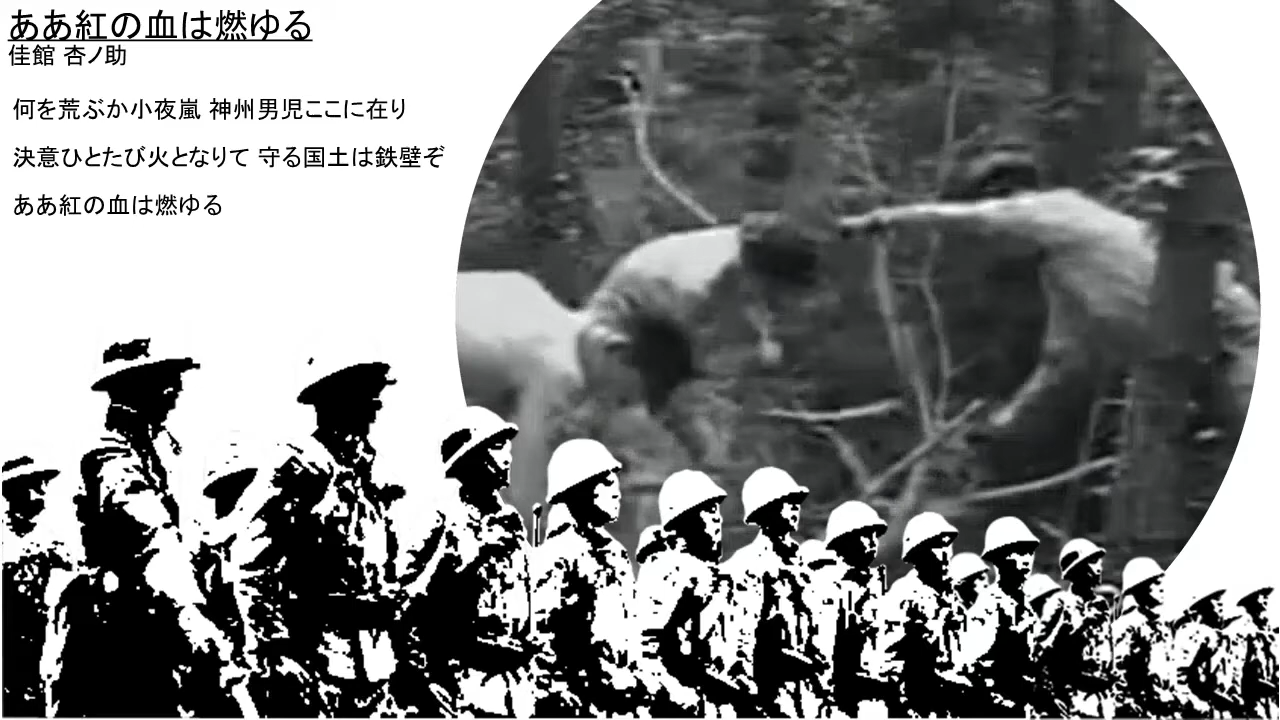 ああ紅の血は燃ゆる
佳館 杏ノ助
何を荒ぶか小夜嵐 神州男児ここに在り
決意ひとたび火となりて 守る国土は鉄壁ぞ
ああ紅の血は燃ゆる